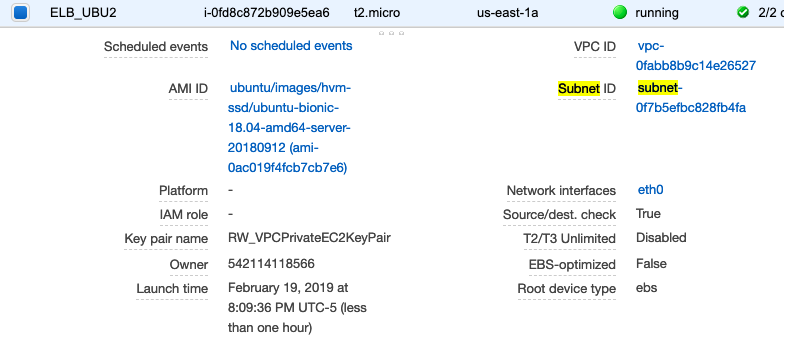 ELB_UBU2 i-0fd8c872b909e5ea6 t2.micro us-east-1a running 2/2 c
Scheduled events No scheduled events
AMI ID ubuntu/images/hvm-
ssd/ubuntu-bionic-
18.04-amd64-server-
20180912 (ami-
0ac019f4fcb7cb7e6)
Platform -
IAM role -
Key pair name RW_VPCPrivateEC2KeyPair
Owner 542114118566
Launch time February 19, 2019 at
8:09:36 PM UTC-5 (less
than one hour)
VPC ID vpc-
0fabb8b9c14e26527
Subnet ID subnet-
0f7b5efbc828fb4fa
Network interfaces eth0
Source/dest. check True
T2/T3 Unlimited Disabled
EBS-optimized False
Root device type ebs